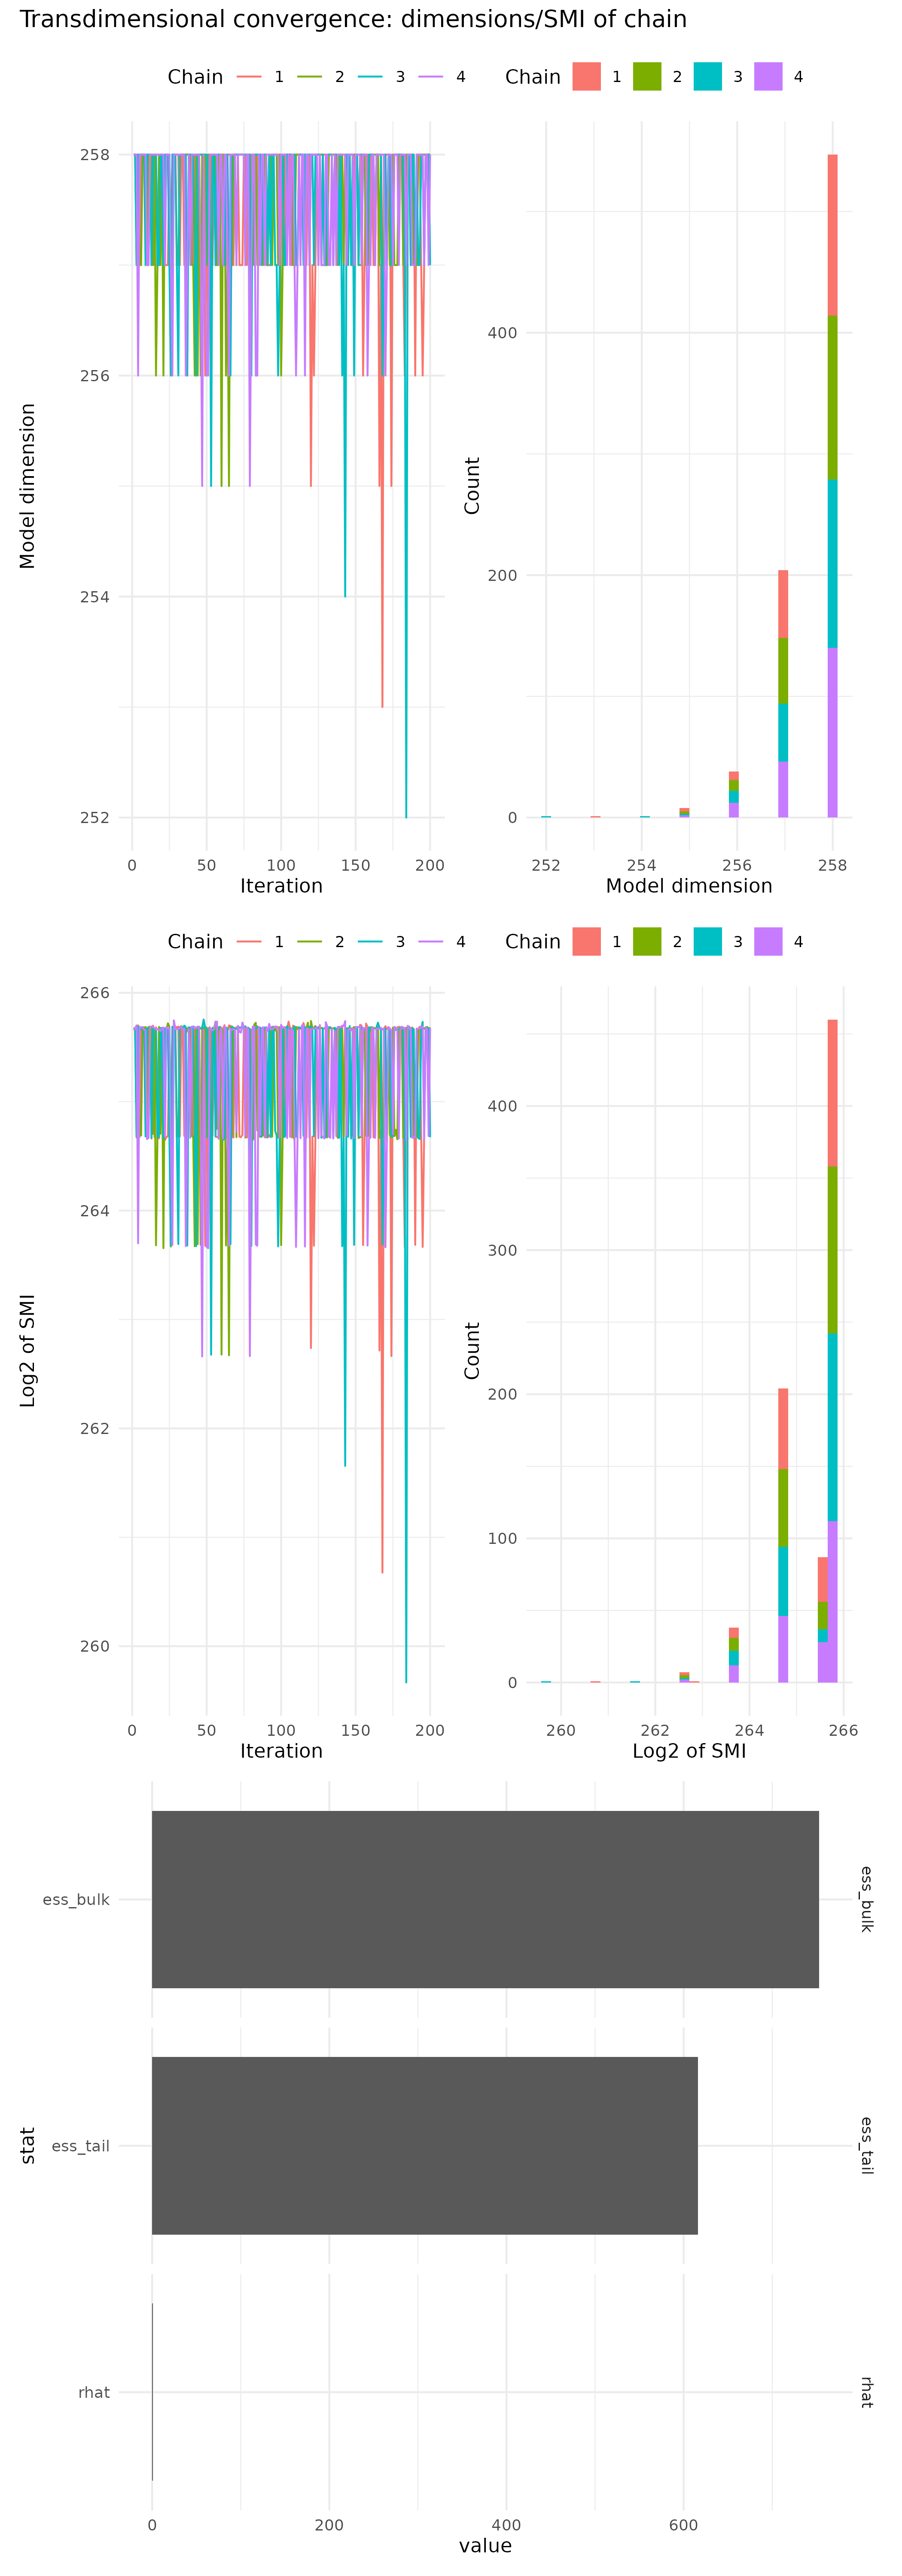 Transdimensional convergence: dimensions/SMI of chain
Chain 1 2 3 4
Chain 1 2 3 4
258
256
254
252
Model dimension
0 50 100 150 200
Iteration
400
200
0
Count
252 254 256 258
Model dimension
Chain 1 2 3 4
Chain 1 2 3 4
266
264
262
260
Log2 of SMI
0 50 100 150 200
Iteration
400
300
200
100
0
Count
260 262 264 266
Log2 of SMI
ess_bulk
ess_bulk
stat
ess_tail
ess_tail
rhat
rhat
0 200 400 600
value